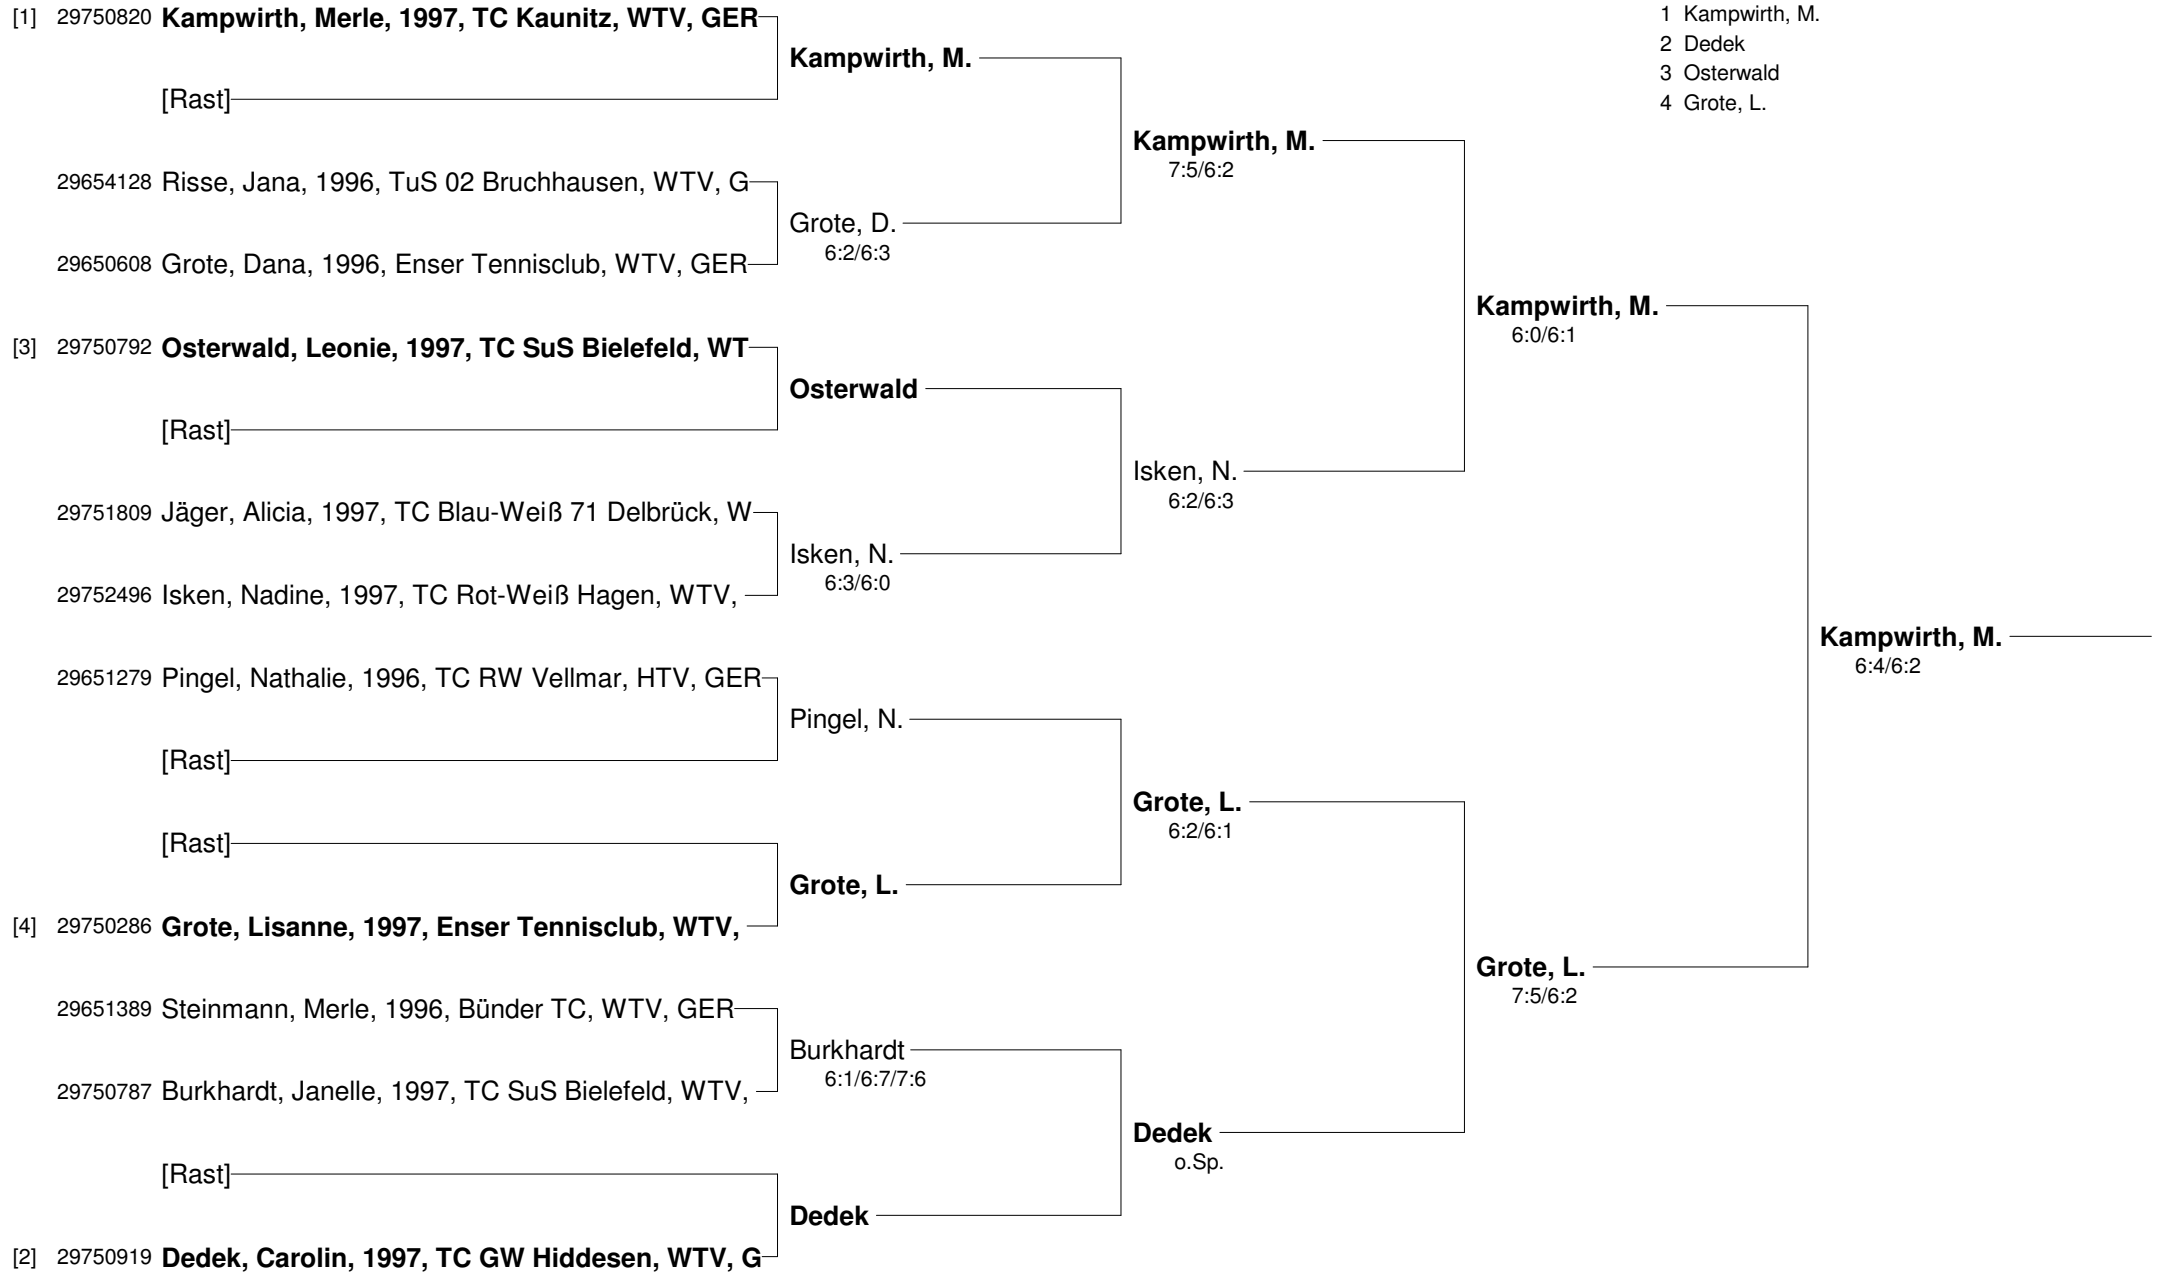 [1] 29750820 Kampwirth, Merle, 1997, TC Kaunitz, WTV, GER
1 Kampwirth, M.
2 Dedek
3 Osterwald
4 Grote, L.
Kampwirth, M.
[Rast]
Kampwirth, M.
7:5/6:2
29654128 Risse, Jana, 1996, TuS 02 Bruchhausen, WTV, G
Grote, D.
6:2/6:3
29650608 Grote, Dana, 1996, Enser Tennisclub, WTV, GER
Kampwirth, M.
6:0/6:1
[3] 29750792 Osterwald, Leonie, 1997, TC SuS Bielefeld, WT
Osterwald
[Rast]
Isken, N.
6:2/6:3
29751809 Jäger, Alicia, 1997, TC Blau-Weiß 71 Delbrück, W
Isken, N.
6:3/6:0
29752496 Isken, Nadine, 1997, TC Rot-Weiß Hagen, WTV,
Kampwirth, M.
6:4/6:2
29651279 Pingel, Nathalie, 1996, TC RW Vellmar, HTV, GER
Pingel, N.
[Rast]
Grote, L.
6:2/6:1
[Rast]
Grote, L.
[4] 29750286 Grote, Lisanne, 1997, Enser Tennisclub, WTV,
Grote, L.
7:5/6:2
29651389 Steinmann, Merle, 1996, Bünder TC, WTV, GER
Burkhardt
6:1/6:7/7:6
29750787 Burkhardt, Janelle, 1997, TC SuS Bielefeld, WTV,
Dedek
o.Sp.
[Rast]
Dedek
[2] 29750919 Dedek, Carolin, 1997, TC GW Hiddesen, WTV, G